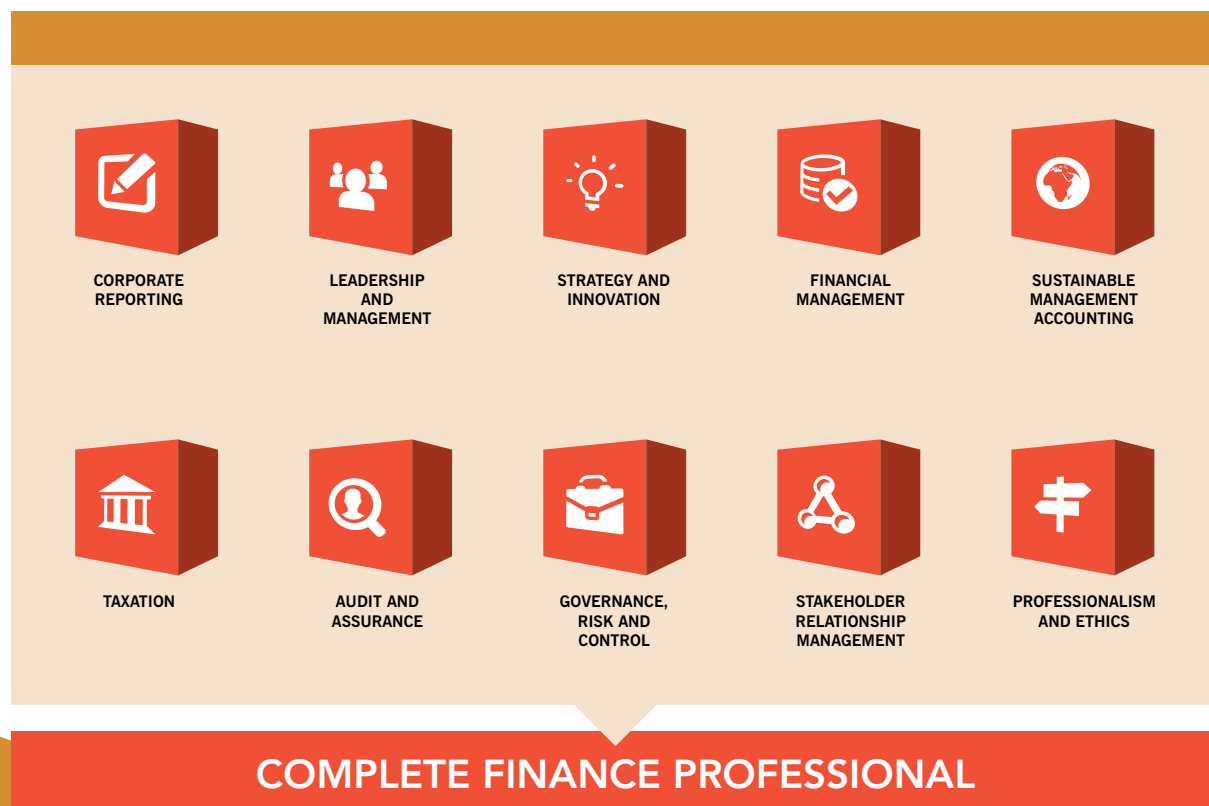 CORPORATE
REPORTING
LEADERSHIP
AND
MANAGEMENT
STRATEGY AND
INNOVATION
FINANCIAL
MANAGEMENT
SUSTAINABLE
MANAGEMENT
ACCOUNTING
TAXATION
AUDIT AND
ASSURANCE
GOVERNANCE,
RISK AND
CONTROL
STAKEHOLDER
RELATIONSHIP
MANAGEMENT
PROFESSIONALISM
AND ETHICS
COMPLETE FINANCE PROFESSIONAL